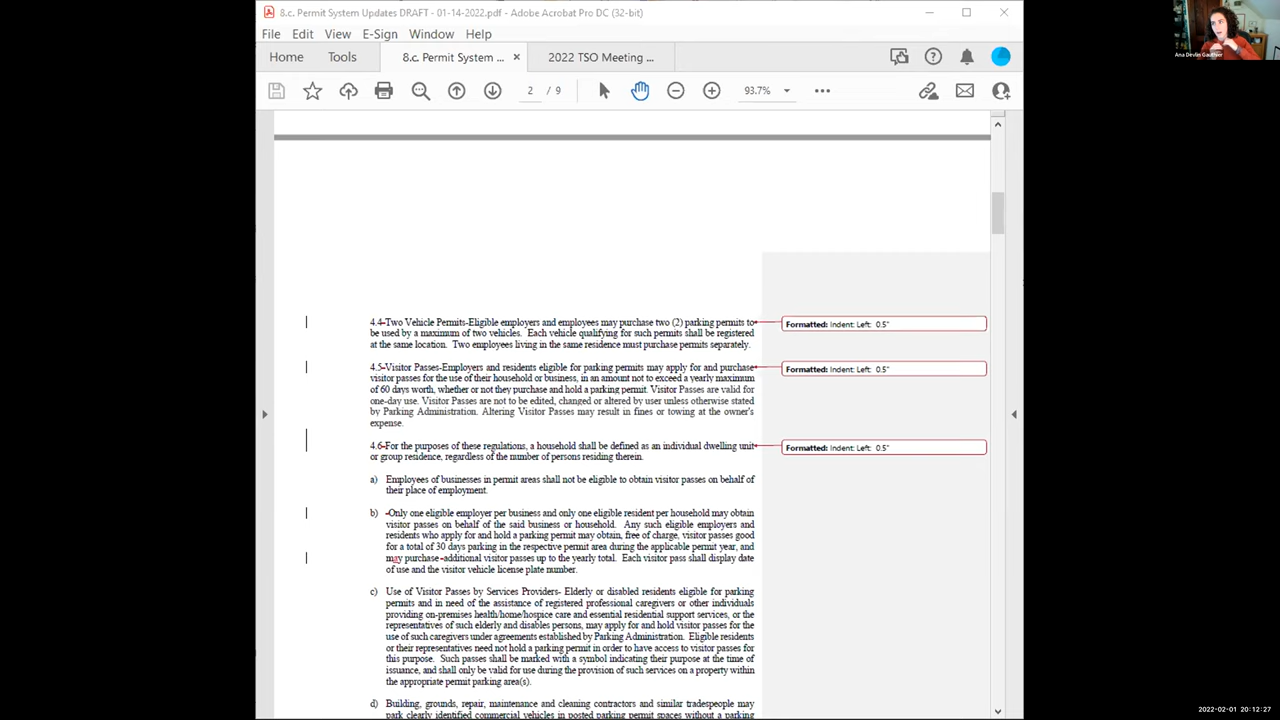 8.c. Permit System Updates DRAFT - 01-14-2022.pdf - Adobe Acrobat Pro DC (32-bit)
File Edit View E-Sign Window Help
Home Tools 8.c. Permit System ... × 2022 TSO Meeting ...
2 / 9 93.7%
4.4-Two Vehicle Permits-Eligible employers and employees may purchase two (2) parking permits to
be used by a maximum of two vehicles. Each vehicle qualifying for such permits shall be registered
at the same location. Two employees living in the same residence must purchase permits separately.
Formatted: Indent: Left: 0.5"
4.5-Visitor Passes-Employers and residents eligible for parking permits may apply for and purchase
visitor passes for the use of their household or business, in an amount not to exceed a yearly maximum
of 60 days worth, whether or not they purchase and hold a parking permit. Visitor Passes are valid for
one-day use. Visitor Passes are not to be edited, changed or altered by user unless otherwise stated
by Parking Administration. Altering Visitor Passes may result in fines or towing at the owner's
expense.
Formatted: Indent: Left: 0.5"
4.6-For the purposes of these regulations, a household shall be defined as an individual dwelling unit
or group residence, regardless of the number of persons residing therein.
Formatted: Indent: Left: 0.5"
a) Employees of businesses in permit areas shall not be eligible to obtain visitor passes on behalf of
their place of employment.
b) -Only one eligible employer per business and only one eligible resident per household may obtain
visitor passes on behalf of the said business or household. Any such eligible employers and
residents who apply for and hold a parking permit may obtain, free of charge, visitor passes good
for a total of 30 days parking in the respective permit area during the applicable permit year, and
may purchase-additional visitor passes up to the yearly total. Each visitor pass shall display date
of use and the visitor vehicle license plate number.
c) Use of Visitor Passes by Services Providers- Elderly or disabled residents eligible for parking
permits and in need of the assistance of registered professional caregivers or other individuals
providing on-premises health/home/hospice care and essential residential support services, or the
representatives of such elderly and disables persons, may apply for and hold visitor passes for the
use of such caregivers under agreements established by Parking Administration. Eligible residents
or their representatives need not hold a parking permit in order to have access to visitor passes for
this purpose. Such passes shall be marked with a symbol indicating their purpose at the time of
issuance, and shall only be valid for use during the provision of such services on a property within
the appropriate permit parking area(s).
d) Building, grounds, repair, maintenance and cleaning contractors and similar tradespeople may
park clearly identified commercial vehicles in posted parking permit spaces without a parking
Ana Devlin Gauthier
2022-02-01 20:12:27